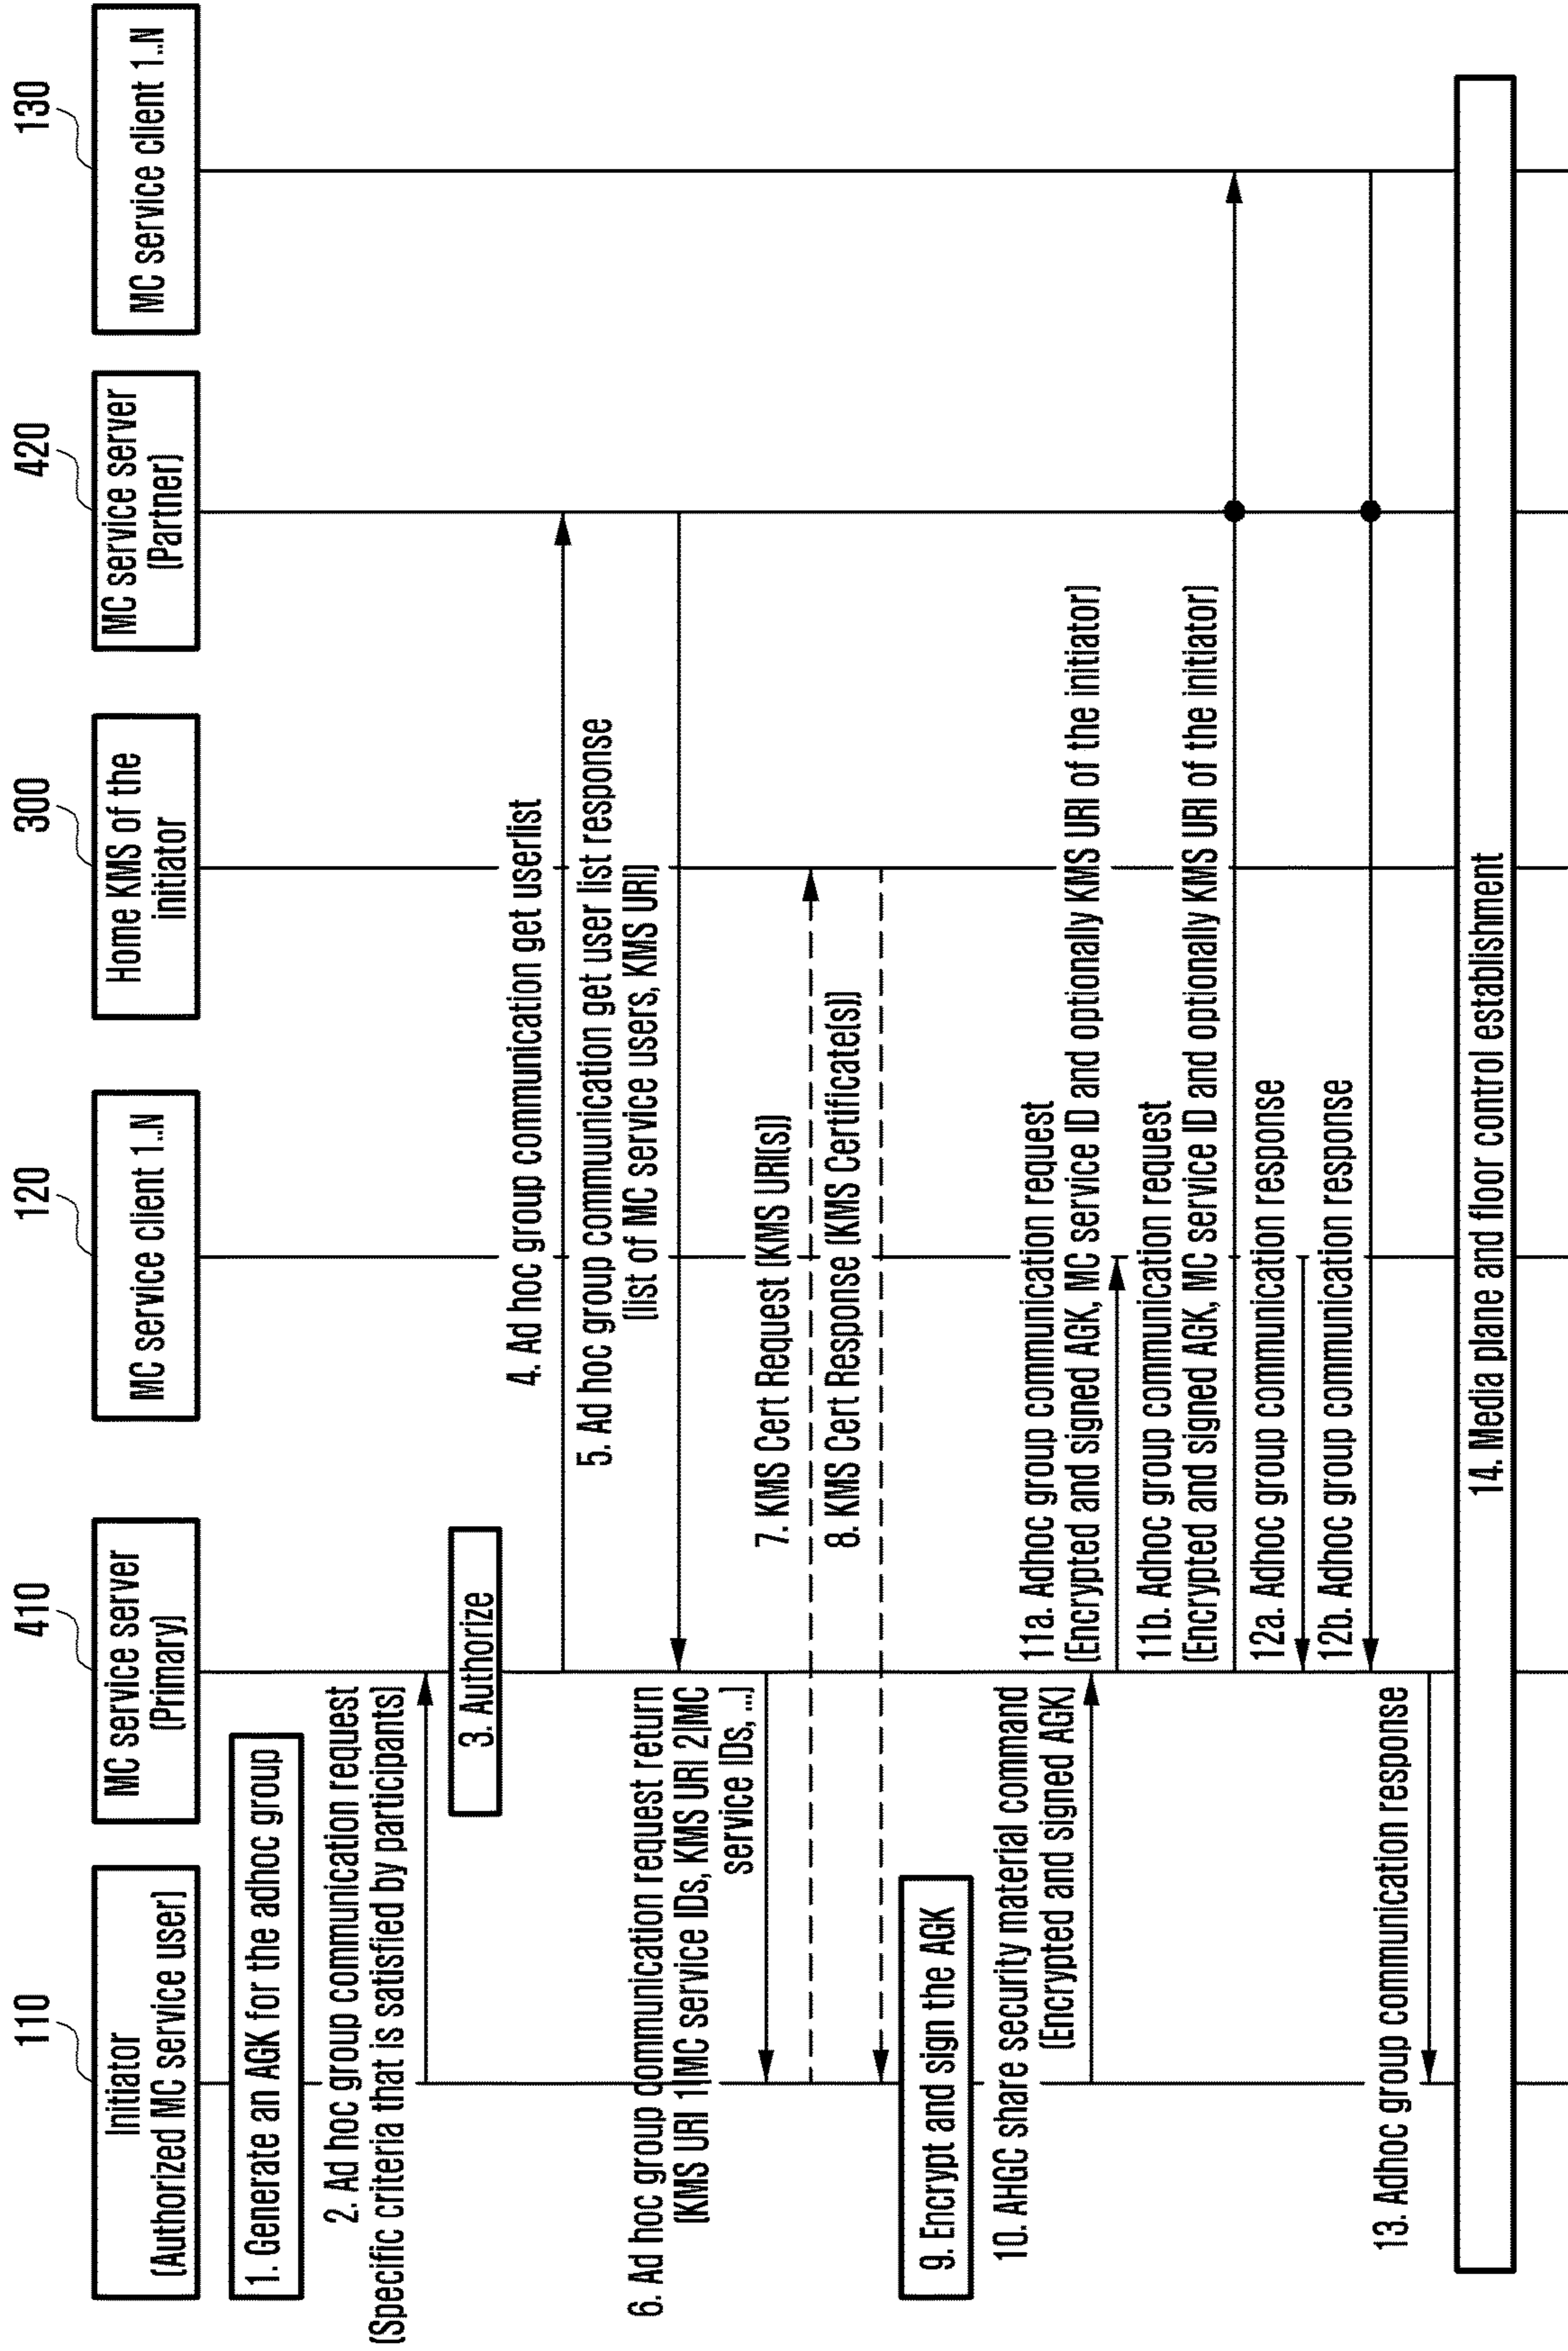 110
410
120
300
420
130
Initiator
(Authorized MC service user)
MC service server
(Primary)
MC service client 1..N
Home KMS of the
initiator
MC service server
(Partner)
MC service client 1..N
1. Generate an AGK for the adhoc group
2. Ad hoc group communication request
(Specific criteria that is satisfied by participants)
3. Authorize
4. Ad hoc group communication get userlist
5. Ad hoc group communication get user list response
(list of MC service users, KMS URI)
6. Ad hoc group communication request return
(KMS URI 1|MC service IDs, KMS URI 2|MC
service IDs, ...)
7. KMS Cert Request (KMS URI(s))
8. KMS Cert Response (KMS Certificate(s))
9. Encrypt and sign the AGK
10. AHGC share security material command
(Encrypted and signed AGK)
11a. Adhoc group communication request
(Encrypted and signed AGK, MC service ID and optionally KMS URI of the initiator)
11b. Adhoc group communication request
(Encrypted and signed AGK, MC service ID and optionally KMS URI of the initiator)
12a. Adhoc group communication response
12b. Adhoc group communication response
13. Adhoc group communication response
14. Media plane and floor control establishment